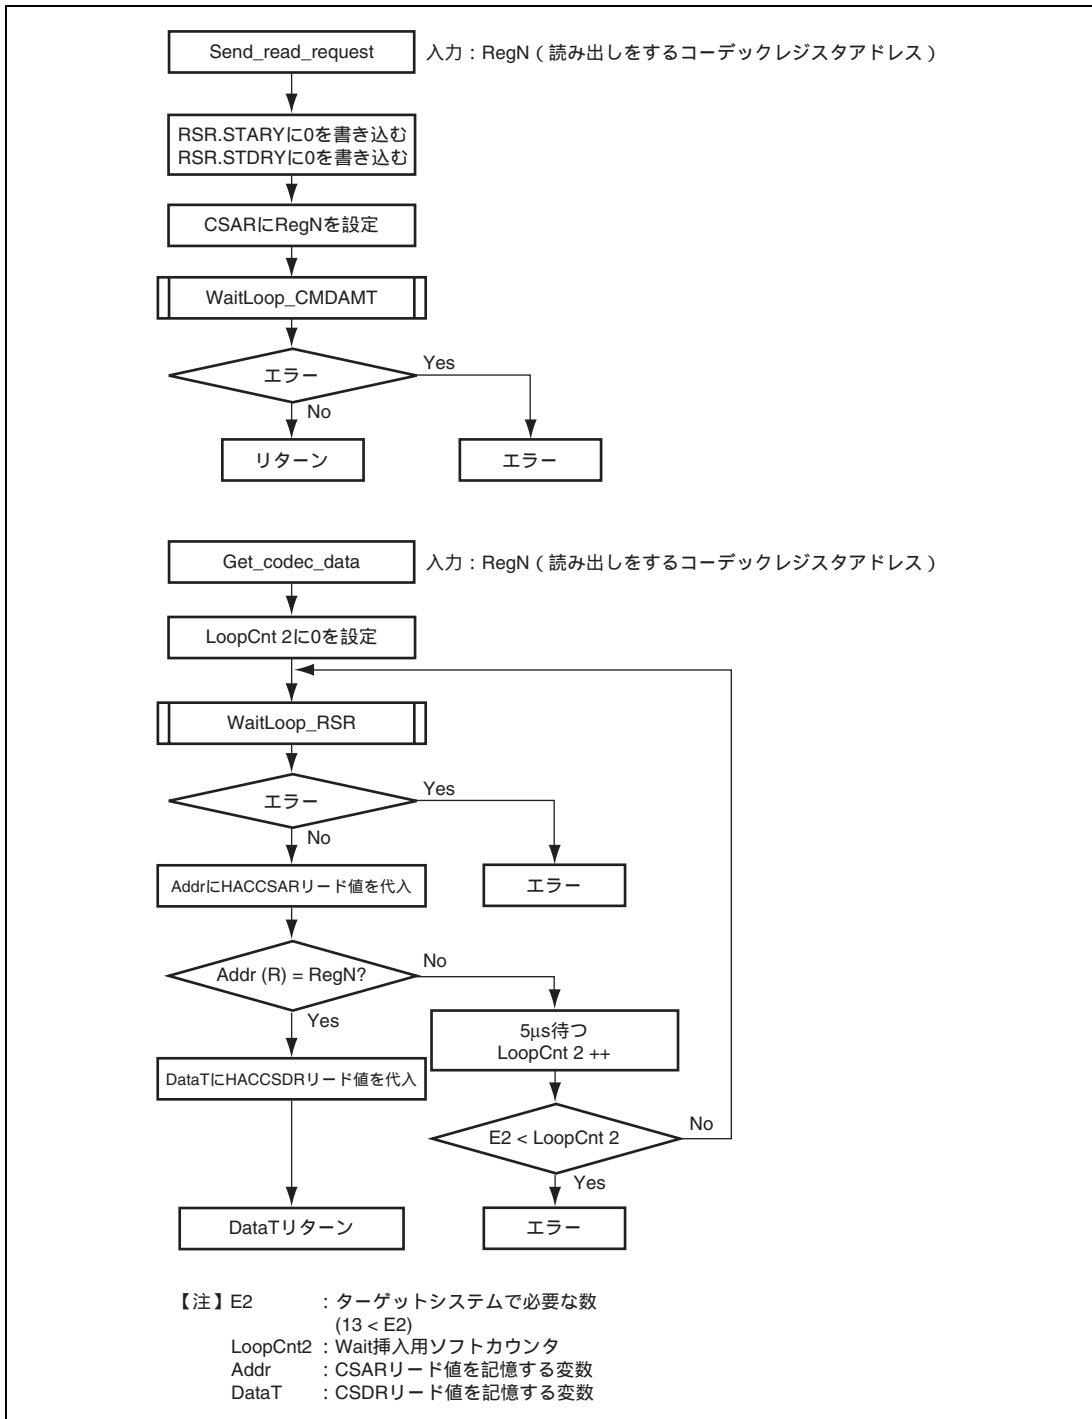 Send_read_request
入力：RegN（読み出しをするコーデックレジスタアドレス）
RSR.STARYに0を書き込む
RSR.STDRYに0を書き込む
CSARにRegNを設定
WaitLoop_CMDAMT
エラー
Yes
No
リターン
エラー
Get_codec_data
入力：RegN（読み出しをするコーデックレジスタアドレス）
LoopCnt 2に0を設定
WaitLoop_RSR
エラー
Yes
No
AddrにHACCSARリード値を代入
エラー
Addr (R) = RegN?
No
Yes
5μs待つ
LoopCnt 2 ++
DataTにHACCSDRリード値を代入
E2 < LoopCnt 2
No
Yes
DataTリターン
エラー
【注】E2 ：ターゲットシステムで必要な数
(13 < E2)
LoopCnt2 ：Wait挿入用ソフトカウンタ
Addr ：CSARリード値を記憶する変数
DataT ：CSDRリード値を記憶する変数